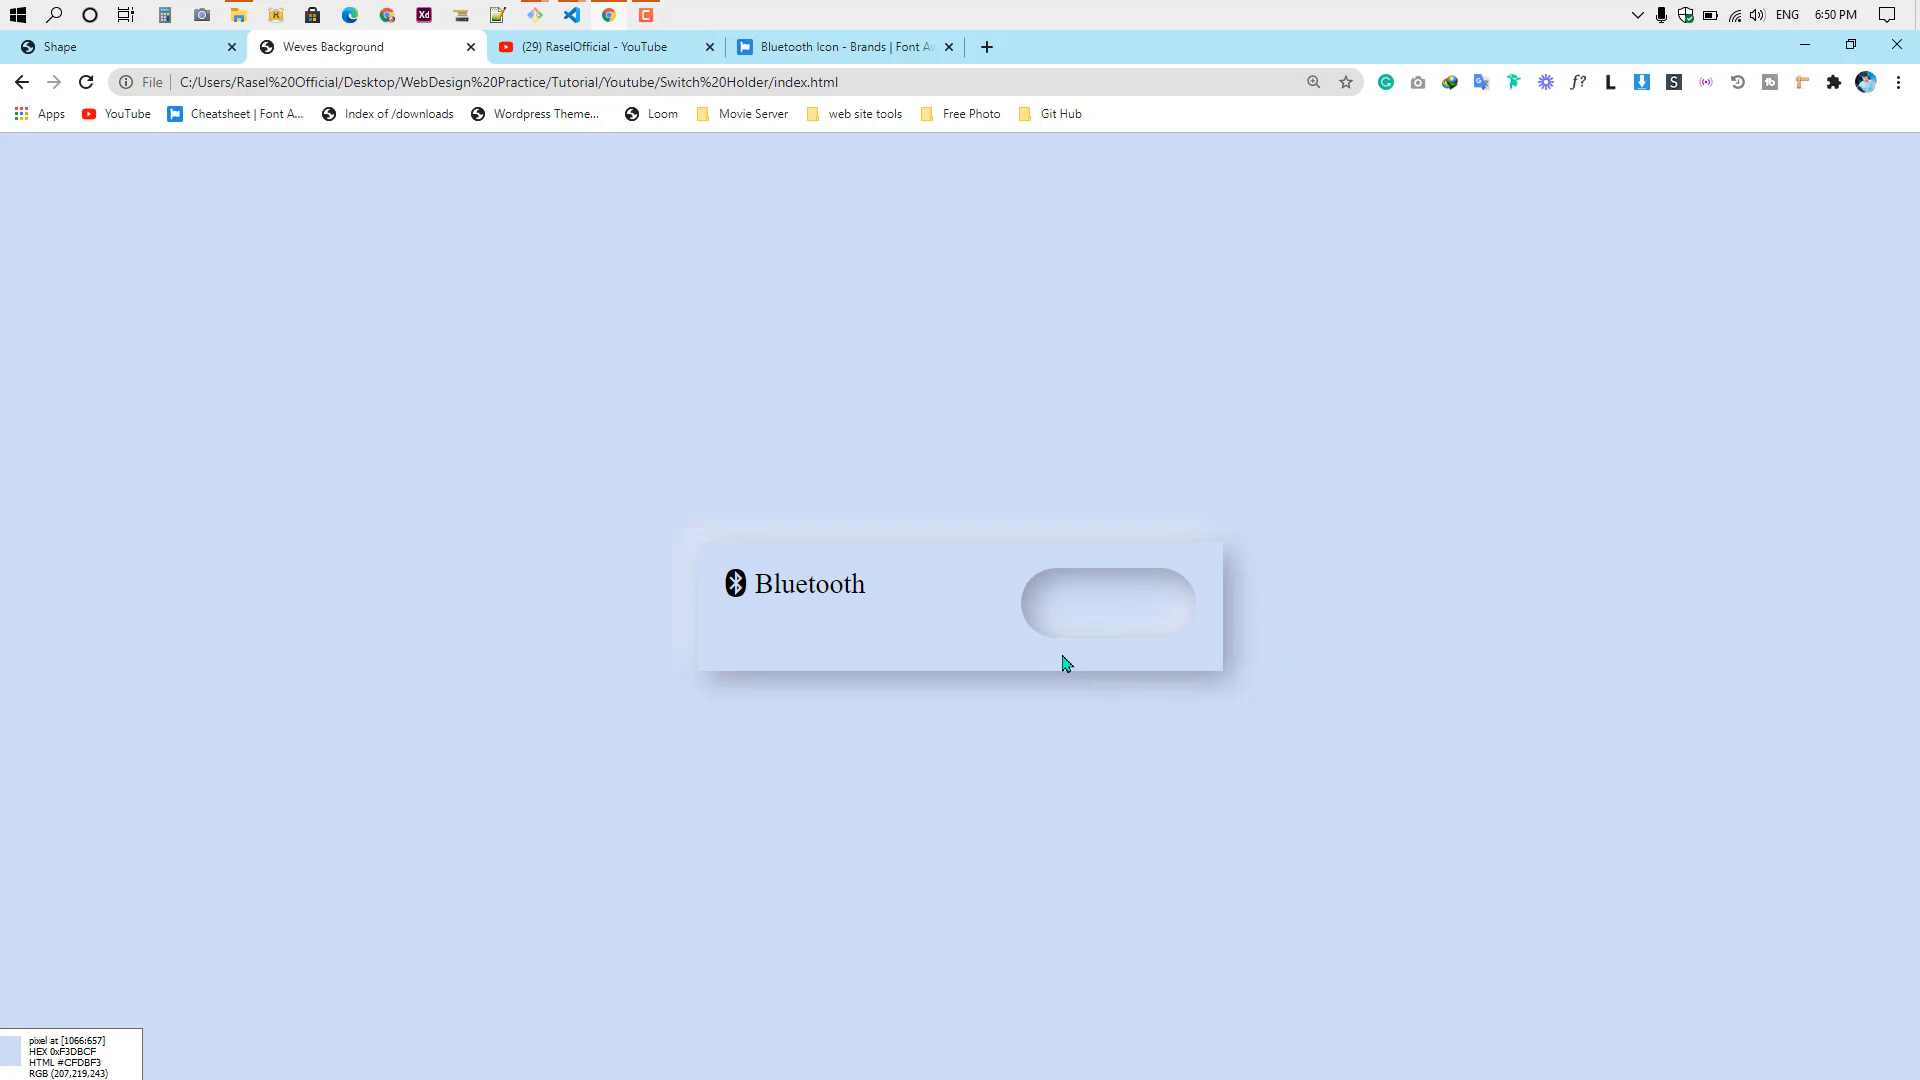 ENG 6:50 PM
Shape
Weves Background
(29) RaselOfficial - YouTube
Bluetooth Icon - Brands | Font Aw
File
C:/Users/Rasel%20Official/Desktop/WebDesign%20Practice/Tutorial/Youtube/Switch%20Holder/index.html
Apps
YouTube
Cheatsheet | Font A...
Index of /downloads
Wordpress Theme...
Loom
Movie Server
web site tools
Free Photo
Git Hub
Bluetooth
pixel at [1066:657]
HEX 0xF3DBCF
HTML #CFDBF3
RGB (207,219,243)